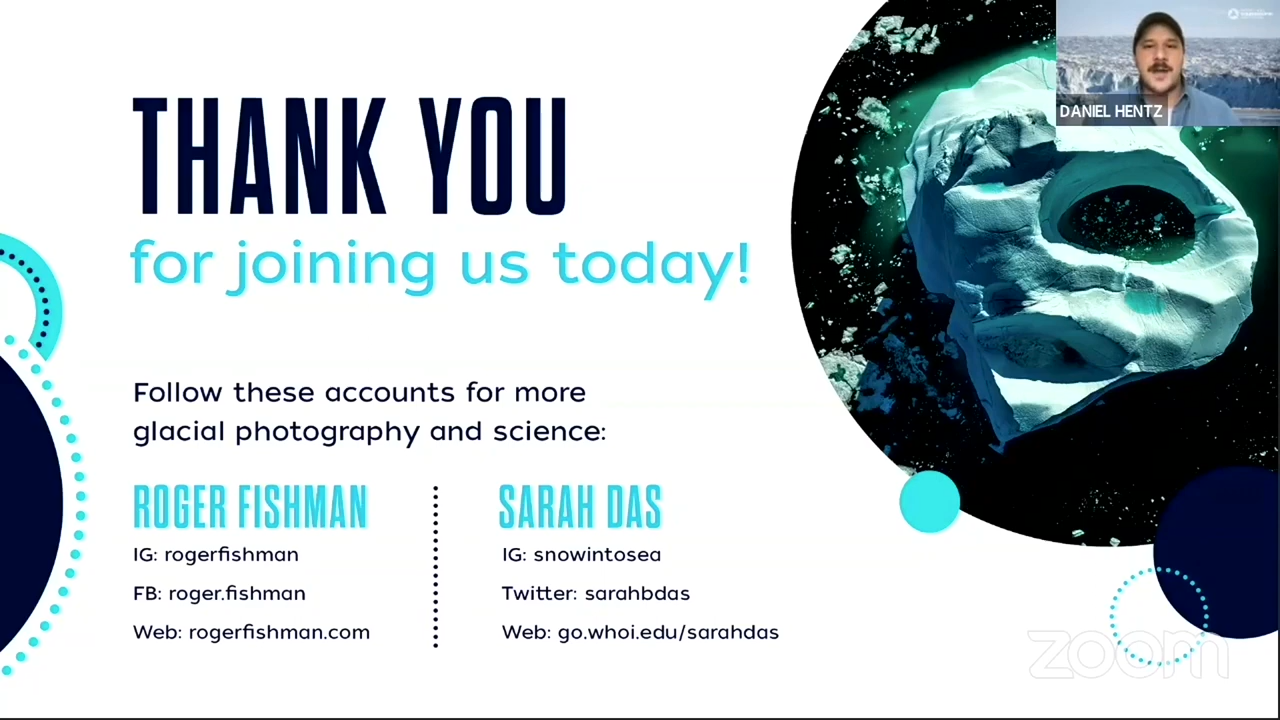 THANK YOU
for joining us today!
Follow these accounts for more
glacial photography and science:
ROGER FISHMAN
IG: rogerfishman
FB: roger.fishman
Web: rogerfishman.com
SARAH DAS
IG: snowintosea
Twitter: sarahbdas
Web: go.whoi.edu/sarahdas
DANIEL HENTZ
zoom